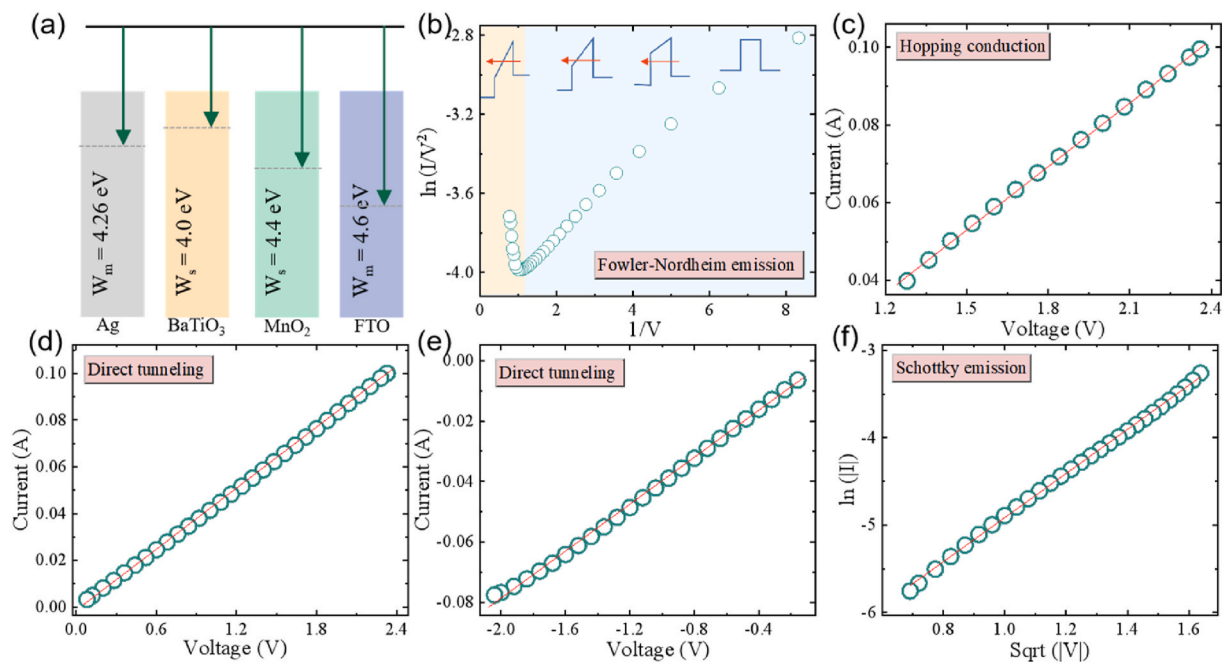 (a)
W_m = 4.26 eV
W_s = 4.0 eV
W_s = 4.4 eV
W_m = 4.6 eV
Ag
BaTiO₃
MnO₂
FTO
(b)
-2.8
-3.2
-3.6
-4.0
ln (I/V²)
0
2
4
6
8
1/V
Fowler-Nordheim emission
(c)
Hopping conduction
0.10
0.08
0.06
0.04
Current (A)
1.2
1.5
1.8
2.1
2.4
Voltage (V)
(d)
Direct tunneling
0.10
0.08
0.06
0.04
0.02
0.00
Current (A)
0.0
0.6
1.2
1.8
2.4
Voltage (V)
(e)
Direct tunneling
0.00
-0.02
-0.04
-0.06
-0.08
Current (A)
-2.0
-1.6
-1.2
-0.8
-0.4
Voltage (V)
(f)
Schottky emission
-3
-4
-5
-6
ln (|I|)
0.8
1.0
1.2
1.4
1.6
Sqrt (|V|)